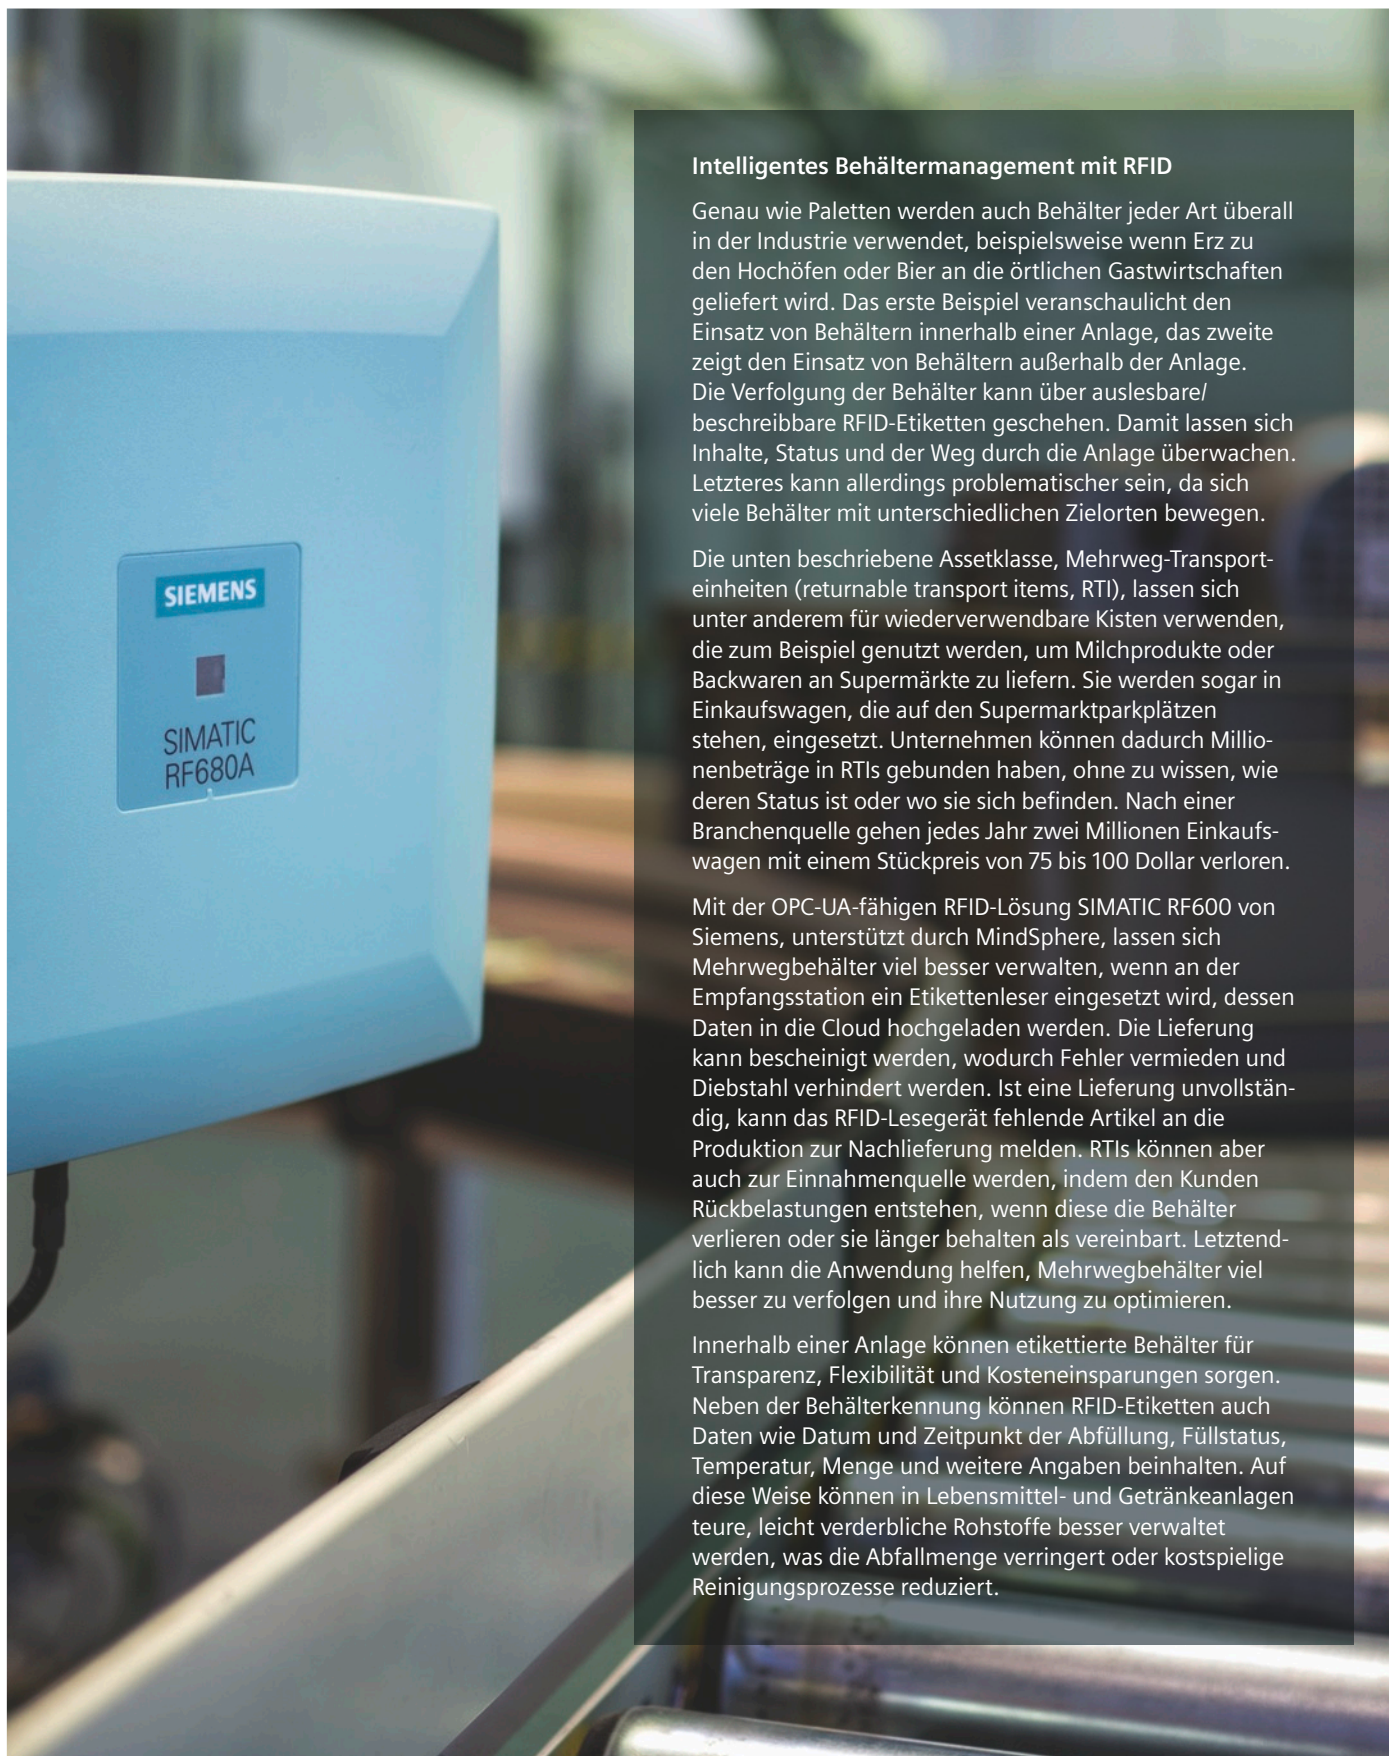 SIEMENS
SIMATIC
RF680A
Intelligentes Behältermanagement mit RFID
Genau wie Paletten werden auch Behälter jeder Art überall
in der Industrie verwendet, beispielsweise wenn Erz zu
den Hochöfen oder Bier an die örtlichen Gastwirtschaften
geliefert wird. Das erste Beispiel veranschaulicht den
Einsatz von Behältern innerhalb einer Anlage, das zweite
zeigt den Einsatz von Behältern außerhalb der Anlage.
Die Verfolgung der Behälter kann über auslesbare/
beschreibbare RFID-Etiketten geschehen. Damit lassen sich
Inhalte, Status und der Weg durch die Anlage überwachen.
Letzteres kann allerdings problematischer sein, da sich
viele Behälter mit unterschiedlichen Zielorten bewegen.
Die unten beschriebene Assetklasse, Mehrweg-Transport-
einheiten (returnable transport items, RTI), lassen sich
unter anderem für wiederverwendbare Kisten verwenden,
die zum Beispiel genutzt werden, um Milchprodukte oder
Backwaren an Supermärkte zu liefern. Sie werden sogar in
Einkaufswagen, die auf den Supermarktparkplätzen
stehen, eingesetzt. Unternehmen können dadurch Millio-
nenbeträge in RTIs gebunden haben, ohne zu wissen, wie
deren Status ist oder wo sie sich befinden. Nach einer
Branchenquelle gehen jedes Jahr zwei Millionen Einkaufs-
wagen mit einem Stückpreis von 75 bis 100 Dollar verloren.
Mit der OPC-UA-fähigen RFID-Lösung SIMATIC RF600 von
Siemens, unterstützt durch MindSphere, lassen sich
Mehrwegbehälter viel besser verwalten, wenn an der
Empfangsstation ein Etikettenleser eingesetzt wird, dessen
Daten in die Cloud hochgeladen werden. Die Lieferung
kann bescheinigt werden, wodurch Fehler vermieden und
Diebstahl verhindert werden. Ist eine Lieferung unvollstän-
dig, kann das RFID-Lesegerät fehlende Artikel an die
Produktion zur Nachlieferung melden. RTIs können aber
auch zur Einnahmenquelle werden, indem den Kunden
Rückbelastungen entstehen, wenn diese die Behälter
verlieren oder sie länger behalten als vereinbart. Letztend-
lich kann die Anwendung helfen, Mehrwegbehälter viel
besser zu verfolgen und ihre Nutzung zu optimieren.
Innerhalb einer Anlage können etikettierte Behälter für
Transparenz, Flexibilität und Kosteneinsparungen sorgen.
Neben der Behälterkennung können RFID-Etiketten auch
Daten wie Datum und Zeitpunkt der Abfüllung, Füllstatus,
Temperatur, Menge und weitere Angaben beinhalten. Auf
diese Weise können in Lebensmittel- und Getränkeanlagen
teure, leicht verderbliche Rohstoffe besser verwaltet
werden, was die Abfallmenge verringert oder kostspielige
Reinigungsprozesse reduziert.